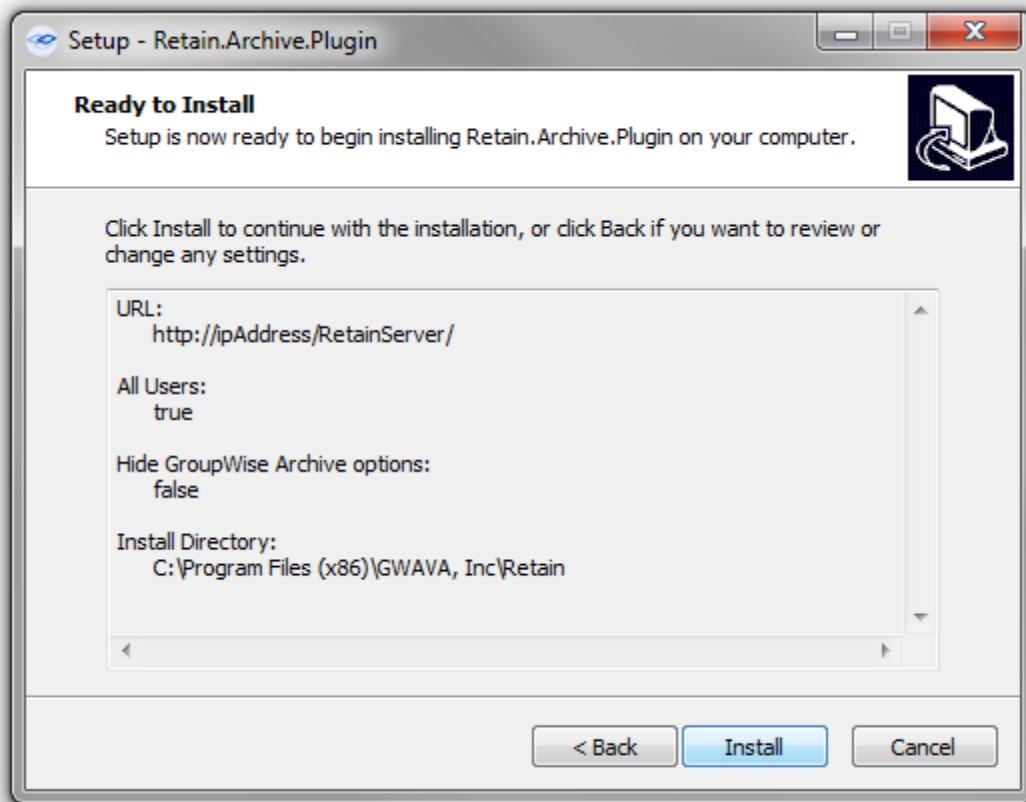 Setup - Retain.Archive.Plugin
Ready to Install
Setup is now ready to begin installing Retain.Archive.Plugin on your computer.
Click Install to continue with the installation, or click Back if you want to review or
change any settings.
URL:
http://ipAddress/RetainServer/
All Users:
true
Hide GroupWise Archive options:
false
Install Directory:
C:\Program Files (x86)\GWAVA, Inc\Retain
< Back
Install
Cancel